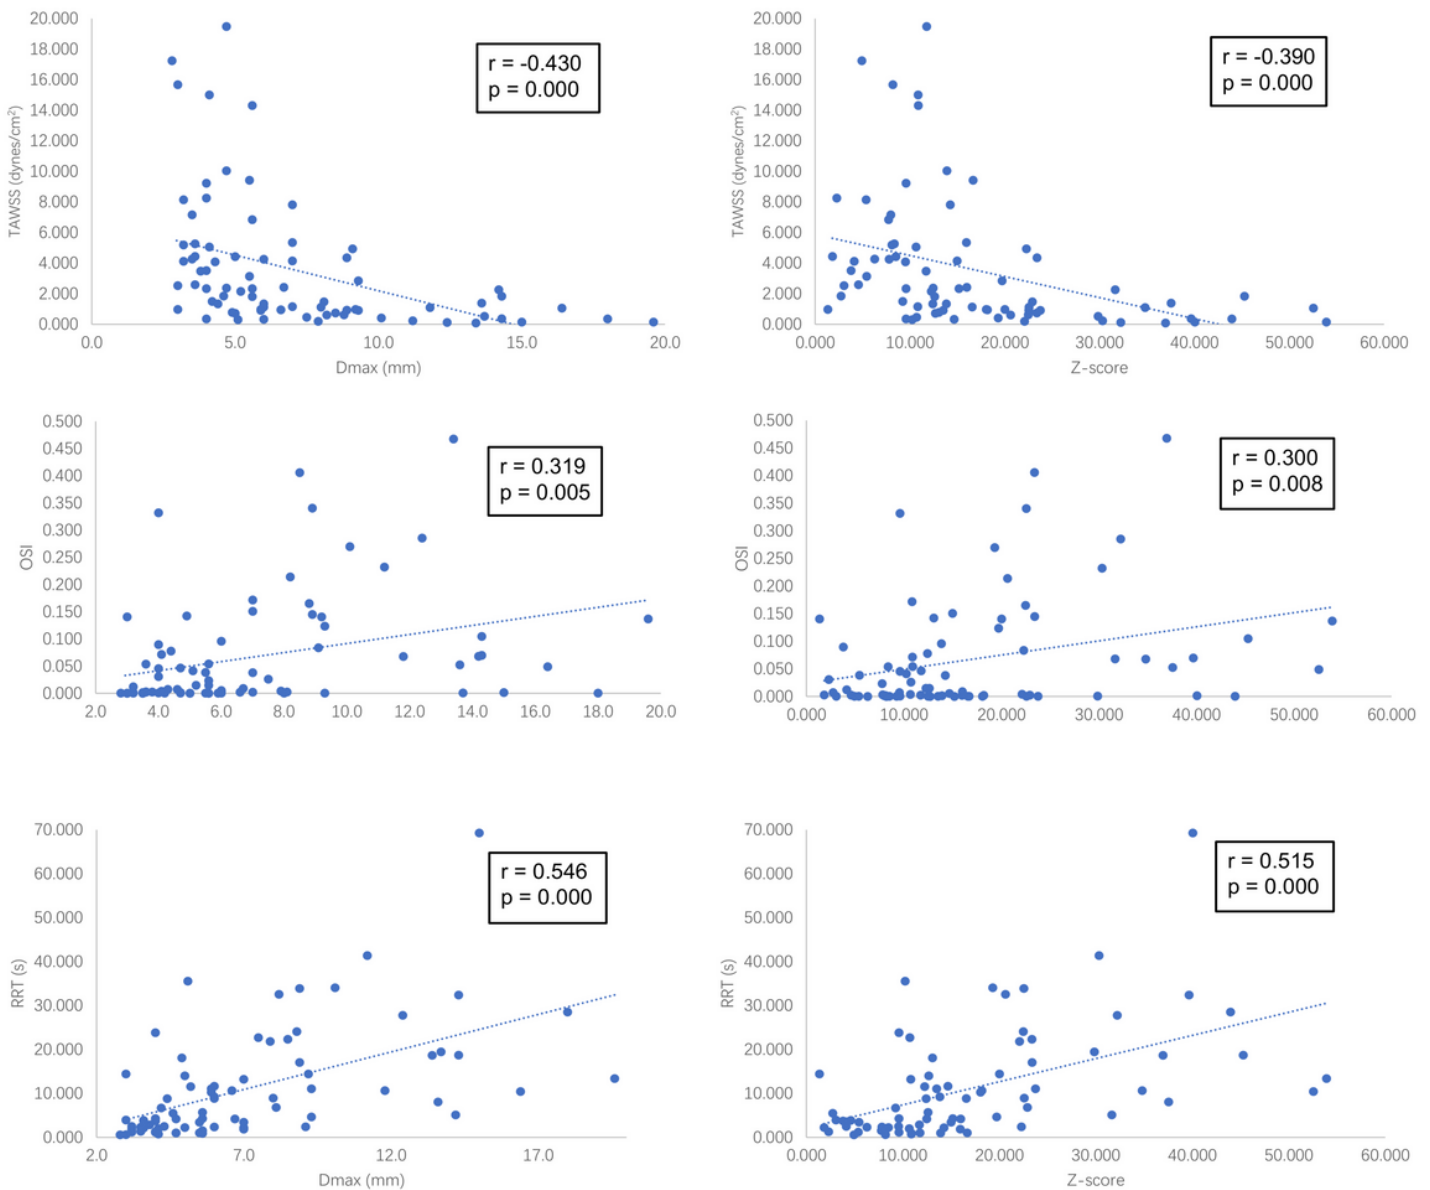 20.000
18.000
16.000
14.000
12.000
10.000
8.000
6.000
4.000
2.000
0.000
TAWSS (dynes/cm²)
r = -0.430
p = 0.000
0.0 5.0 10.0 15.0 20.0
Dmax (mm)
20.000
18.000
16.000
14.000
12.000
10.000
8.000
6.000
4.000
2.000
0.000
TAWSS (dynes/cm²)
r = -0.390
p = 0.000
0.000 10.000 20.000 30.000 40.000 50.000 60.000
Z-score
0.500
0.450
0.400
0.350
0.300
0.250
0.200
0.150
0.100
0.050
0.000
OSI
r = 0.319
p = 0.005
2.0 4.0 6.0 8.0 10.0 12.0 14.0 16.0 18.0 20.0
0.500
0.450
0.400
0.350
0.300
0.250
0.200
0.150
0.100
0.050
0.000
OSI
r = 0.300
p = 0.008
0.000 10.000 20.000 30.000 40.000 50.000 60.000
70.000
60.000
50.000
40.000
30.000
20.000
10.000
0.000
RRT (s)
r = 0.546
p = 0.000
2.0 7.0 12.0 17.0
Dmax (mm)
70.000
60.000
50.000
40.000
30.000
20.000
10.000
0.000
RRT (s)
r = 0.515
p = 0.000
0.000 10.000 20.000 30.000 40.000 50.000 60.000
Z-score